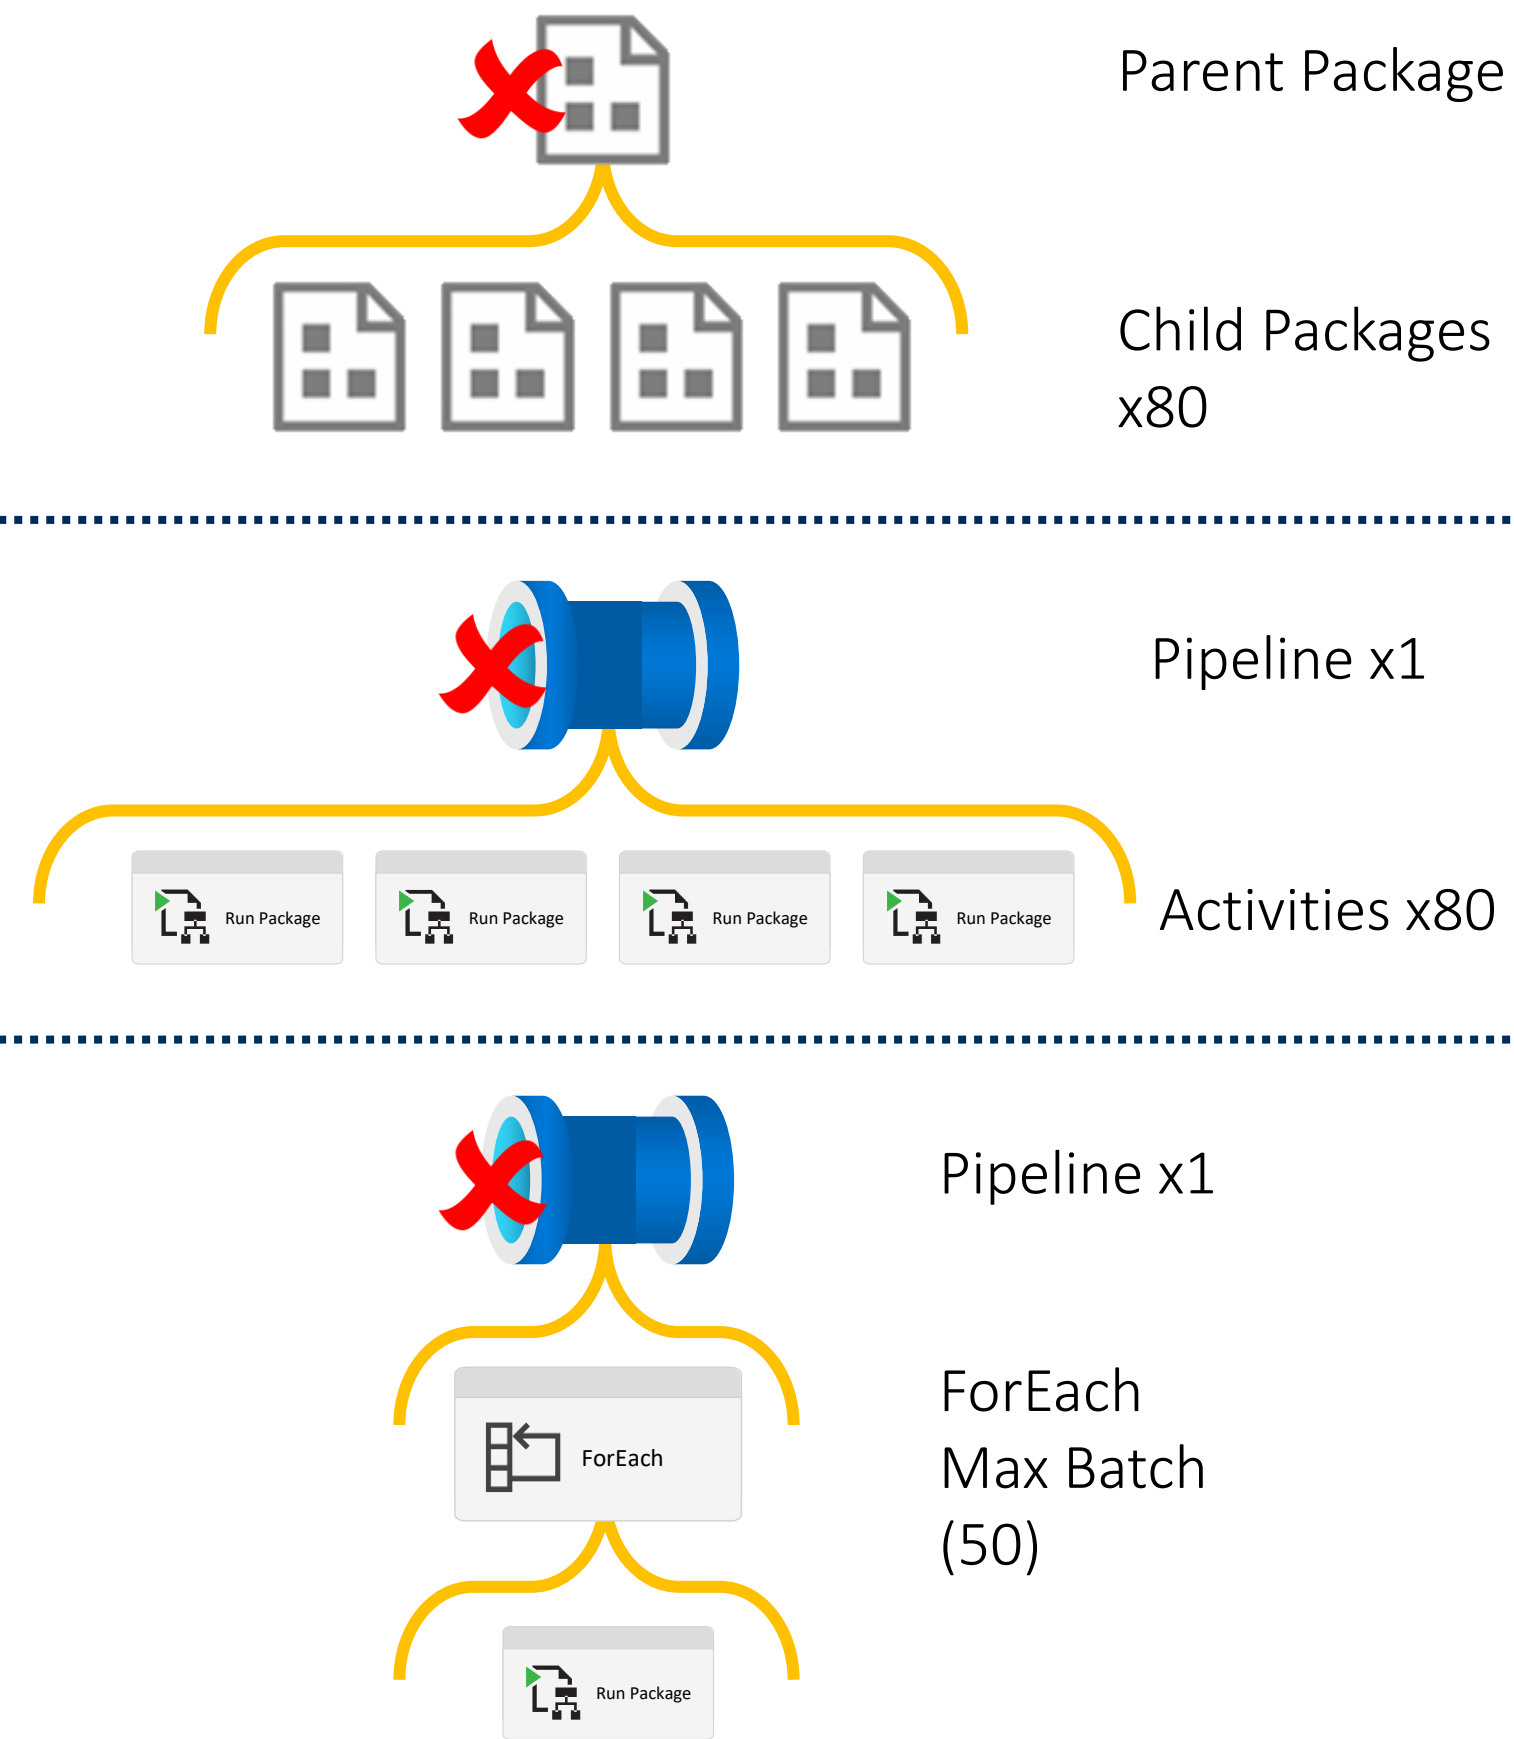 Parent Package
Child Packages
x80
Pipeline x1
Run Package
Run Package
Run Package
Run Package
Activities x80
Pipeline x1
ForEach
Max Batch
(50)
ForEach
Run Package